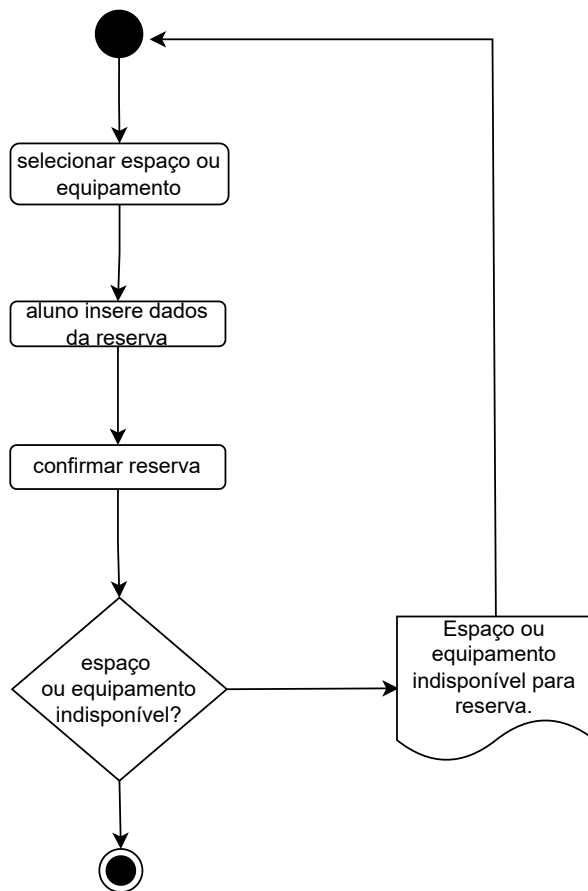 selecionar espaço ou
equipamento
aluno insere dados
da reserva
confirmar reserva
espaço
ou equipamento
indisponível?
Espaço ou
equipamento
indisponível para
reserva.